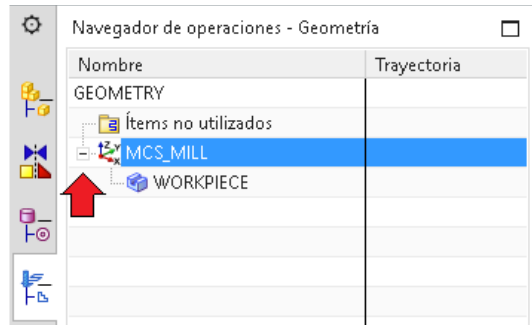 Navegador de operaciones - Geometría
Nombre Trayectoria
GEOMETRY
Ítems no utilizados
MCS_MILL
WORKPIECE